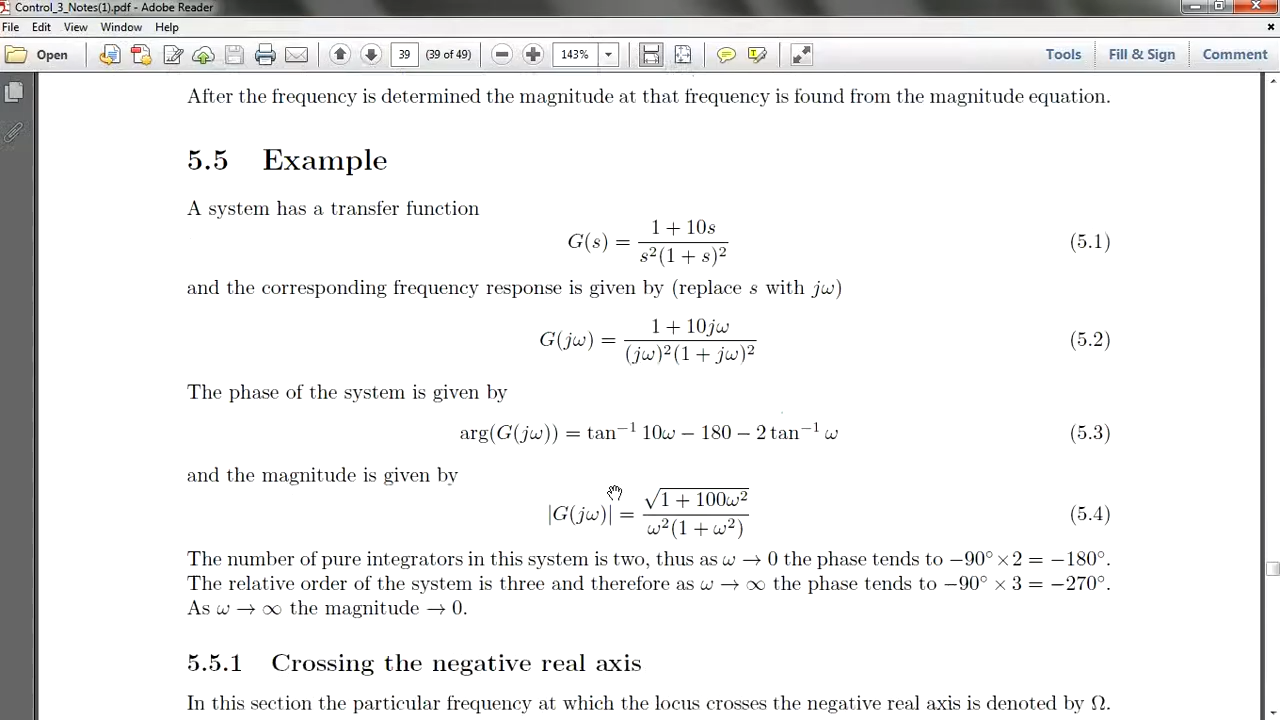 Control_3_Notes(1).pdf - Adobe Reader
File Edit View Window Help
Open 39 (39 of 49) 143% Tools Fill & Sign Comment
After the frequency is determined the magnitude at that frequency is found from the magnitude equation.
5.5 Example
A system has a transfer function
G(s) = (1 + 10s) / (s²(1 + s)²) (5.1)
and the corresponding frequency response is given by (replace s with jω)
G(jω) = (1 + 10jω) / ((jω)²(1 + jω)²) (5.2)
The phase of the system is given by
arg(G(jω)) = tan⁻¹ 10ω − 180 − 2 tan⁻¹ ω (5.3)
and the magnitude is given by
|G(jω)| = √(1 + 100ω²) / (ω²(1 + ω²)) (5.4)
The number of pure integrators in this system is two, thus as ω → 0 the phase tends to −90° × 2 = −180°.
The relative order of the system is three and therefore as ω → ∞ the phase tends to −90° × 3 = −270°.
As ω → ∞ the magnitude → 0.
5.5.1 Crossing the negative real axis
In this section the particular frequency at which the locus crosses the negative real axis is denoted by Ω.